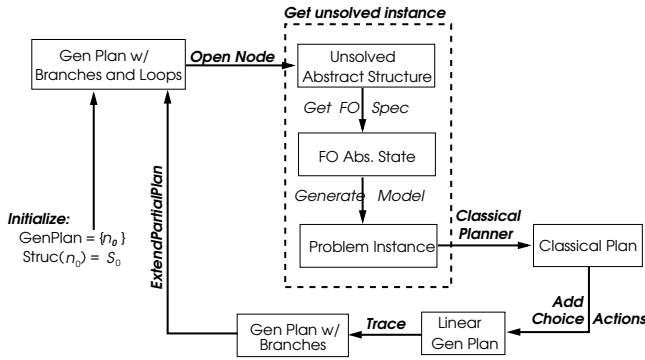 Get unsolved instance
Gen Plan w/
Branches and Loops
Open Node
Unsolved
Abstract Structure
Get FO Spec
FO Abs. State
Generate Model
Problem Instance
Classical
Planner
Classical Plan
Initialize:
GenPlan = {n₀}
Struc(n₀) = S₀
ExtendPartialPlan
Add
Choice Actions
Linear
Gen Plan
Trace
Gen Plan w/
Branches